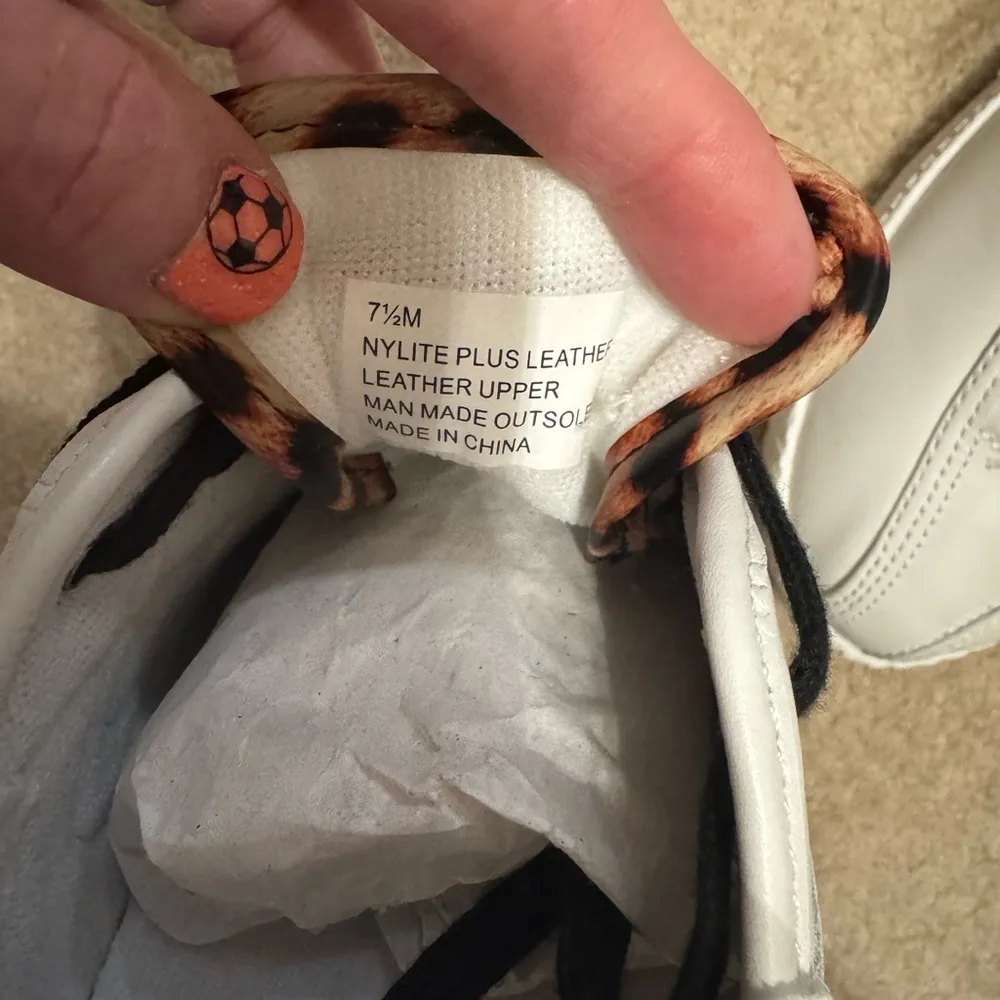 7½M
NYLITE PLUS LEATHER
LEATHER UPPER
MAN MADE OUTSOLE
MADE IN CHINA